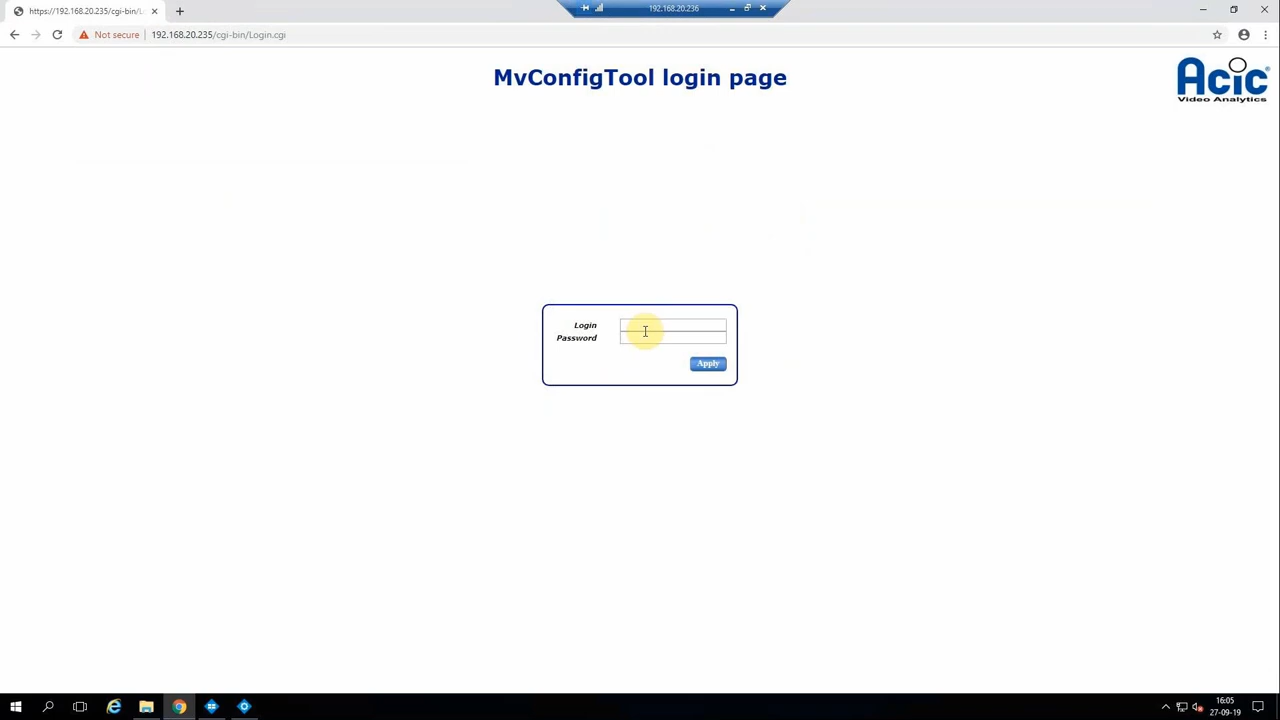 https://192.168.20.235/cgi-bin/L
192.168.20.236
Not secure
192.168.20.235/cgi-bin/Login.cgi
MvConfigTool login page
Acic®
Video Analytics
Login
Password
Apply
16:05
27-09-19